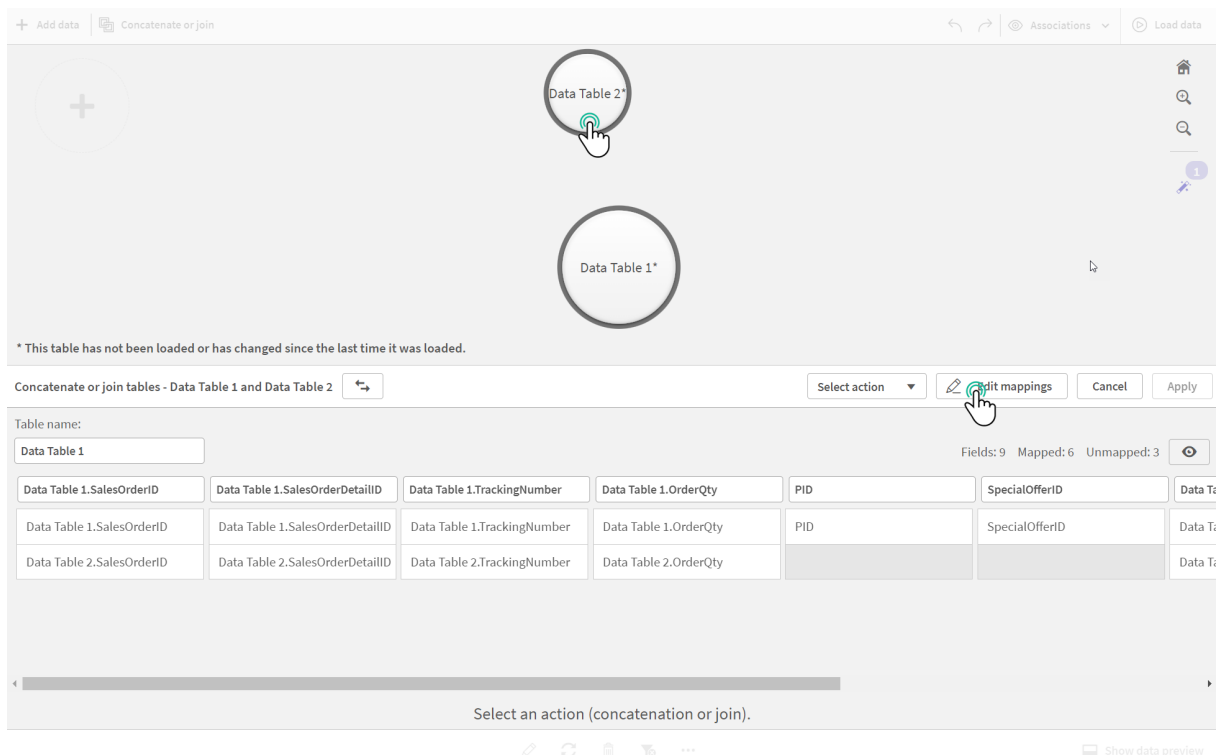 Add data Concatenate or join Associations Load data
Data Table 2*
1
Data Table 1*
* This table has not been loaded or has changed since the last time it was loaded.
Concatenate or join tables - Data Table 1 and Data Table 2 Select action Edit mappings Cancel Apply
Table name:
Data Table 1 Fields: 9 Mapped: 6 Unmapped: 3
Data Table 1.SalesOrderID Data Table 1.SalesOrderDetailID Data Table 1.TrackingNumber Data Table 1.OrderQty PID SpecialOfferID Data
Data Table 1.SalesOrderID Data Table 1.SalesOrderDetailID Data Table 1.TrackingNumber Data Table 1.OrderQty PID SpecialOfferID Data
Data Table 2.SalesOrderID Data Table 2.SalesOrderDetailID Data Table 2.TrackingNumber Data Table 2.OrderQty Data
Select an action (concatenation or join).
Show data preview